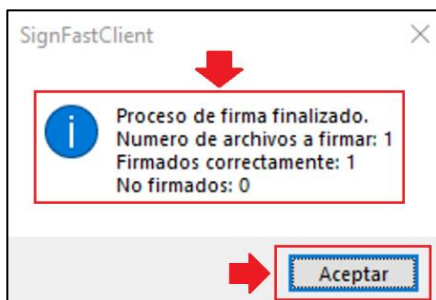 SignFastClient
Proceso de firma finalizado.
Numero de archivos a firmar: 1
Firmados correctamente: 1
No firmados: 0
Aceptar